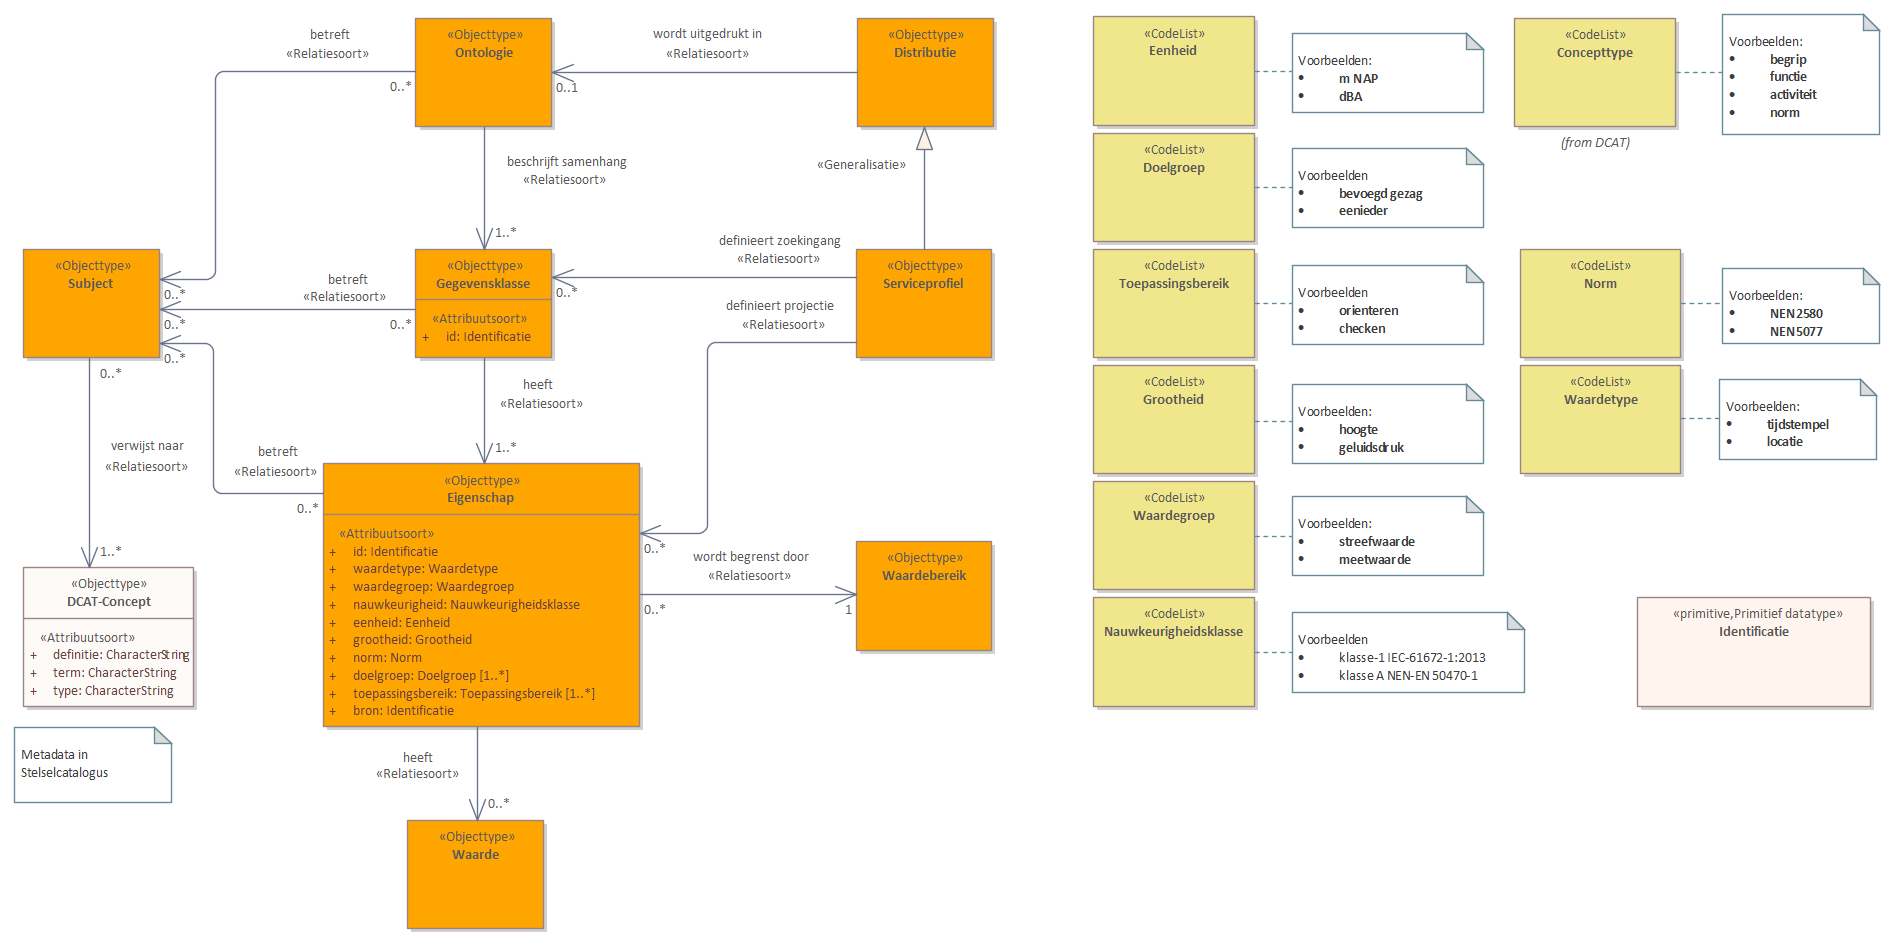 «Objecttype»
Ontologie
«Objecttype»
Distributie
betreft
«Relatiesoort»
0..*
wordt uitgedrukt in
«Relatiesoort»
0..1
beschrijft samenhang
«Relatiesoort»
1..*
«Generalisatie»
«Objecttype»
Subject
«Objecttype»
Gegevensklasse
«Attribuutsoort»
+ id: Identificatie
«Objecttype»
Serviceprofiel
definieert zoekingang
«Relatiesoort»
0..*
definieert projectie
«Relatiesoort»
0..*
betreft
«Relatiesoort»
0..*
0..*
0..*
0..*
0..*
verwijst naar
«Relatiesoort»
1..*
heeft
«Relatiesoort»
1..*
betreft
«Relatiesoort»
0..*
«Objecttype»
Eigenschap
«Attribuutsoort»
+ id: Identificatie
+ waardetype: Waardetype
+ waardegroep: Waardegroep
+ nauwkeurigheid: Nauwkeurigheidsklasse
+ eenheid: Eenheid
+ grootheid: Grootheid
+ norm: Norm
+ doelgroep: Doelgroep [1..*]
+ toepassingsbereik: Toepassingsbereik [1..*]
+ bron: Identificatie
wordt begrenst door
«Relatiesoort»
0..*
1
«Objecttype»
Waardebereik
«Objecttype»
DCAT-Concept
«Attribuutsoort»
+ definitie: CharacterString
+ term: CharacterString
+ type: CharacterString
Metadata in
Stelselcatalogus
heeft
«Relatiesoort»
0..*
«Objecttype»
Waarde
«CodeList»
Eenheid
Voorbeelden:
• m NAP
• dBA
«CodeList»
Concepttype
(from DCAT)
Voorbeelden:
• begrip
• functie
• activiteit
• norm
«CodeList»
Doelgroep
Voorbeelden
• bevoegd gezag
• eenieder
«CodeList»
Toepassingsbereik
Voorbeelden
• orienteren
• checken
«CodeList»
Norm
Voorbeelden:
• NEN2580
• NEN5077
«CodeList»
Grootheid
Voorbeelden:
• hoogte
• geluidsdruk
«CodeList»
Waardetype
Voorbeelden:
• tijdstempel
• locatie
«CodeList»
Waardegroep
Voorbeelden:
• streefwaarde
• meetwaarde
«CodeList»
Nauwkeurigheidsklasse
Voorbeelden
• klasse-1 IEC-61672-1:2013
• klasse A NEN-EN 50470-1
«primitive,Primitief datatype»
Identificatie